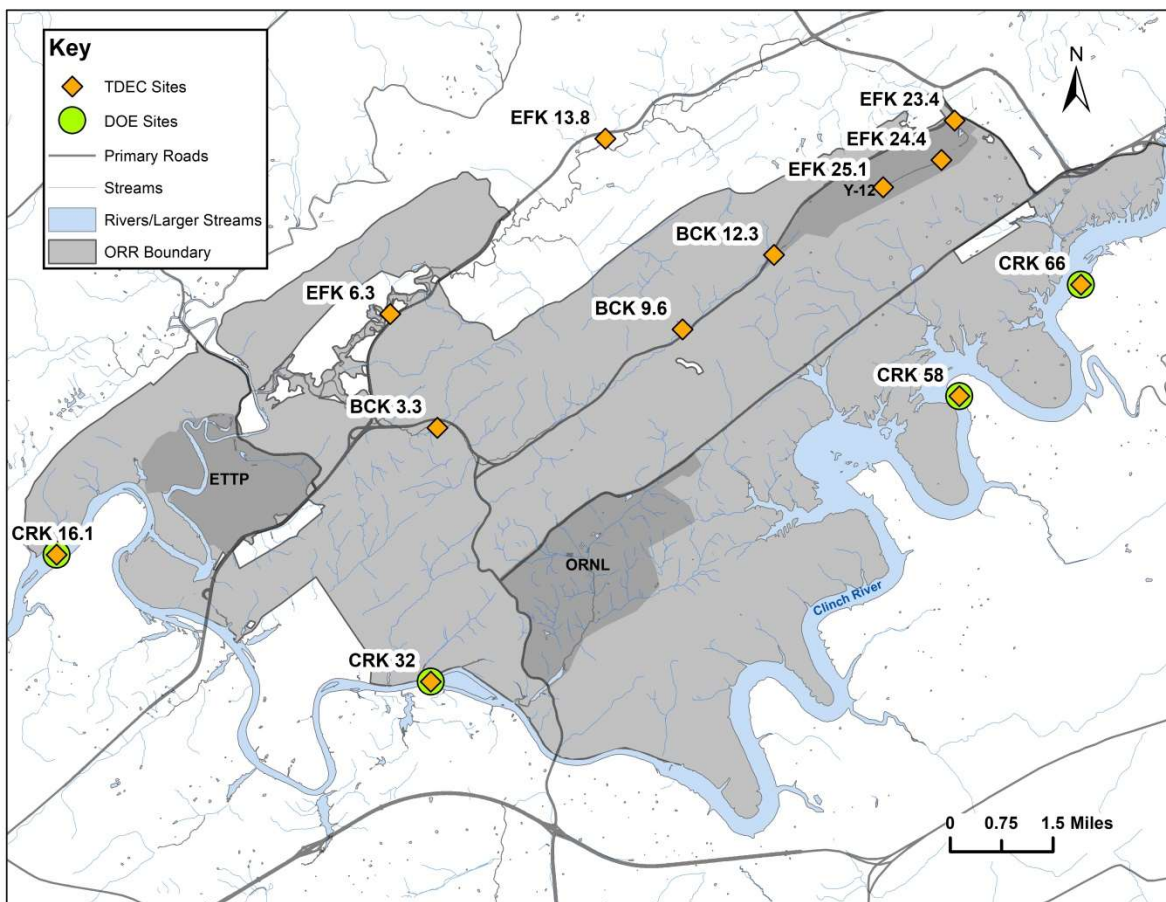 Key
TDEC Sites
DOE Sites
Primary Roads
Streams
Rivers/Larger Streams
ORR Boundary
N
EFK 23.4
EFK 13.8
EFK 24.4
EFK 25.1
Y-12
BCK 12.3
CRK 66
EFK 6.3
BCK 9.6
CRK 58
BCK 3.3
ETTP
CRK 16.1
ORNL
Clinch River
CRK 32
0 0.75 1.5 Miles